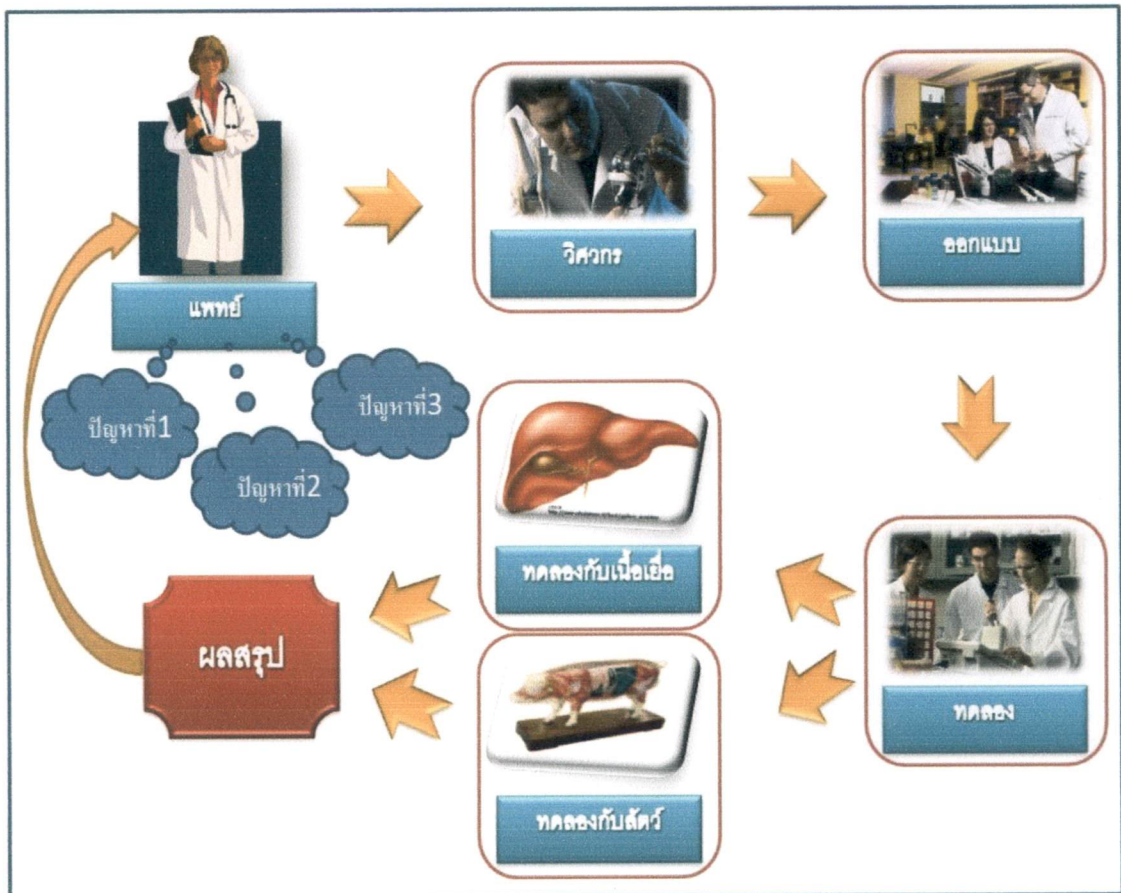 แพทย์
วิศวกร
ออกแบบ
ปัญหาที่1
ปัญหาที่2
ปัญหาที่3
ทดลองกับเนื้อเยื่อ
ทดลอง
ผลสรุป
ทดลองกับสัตว์